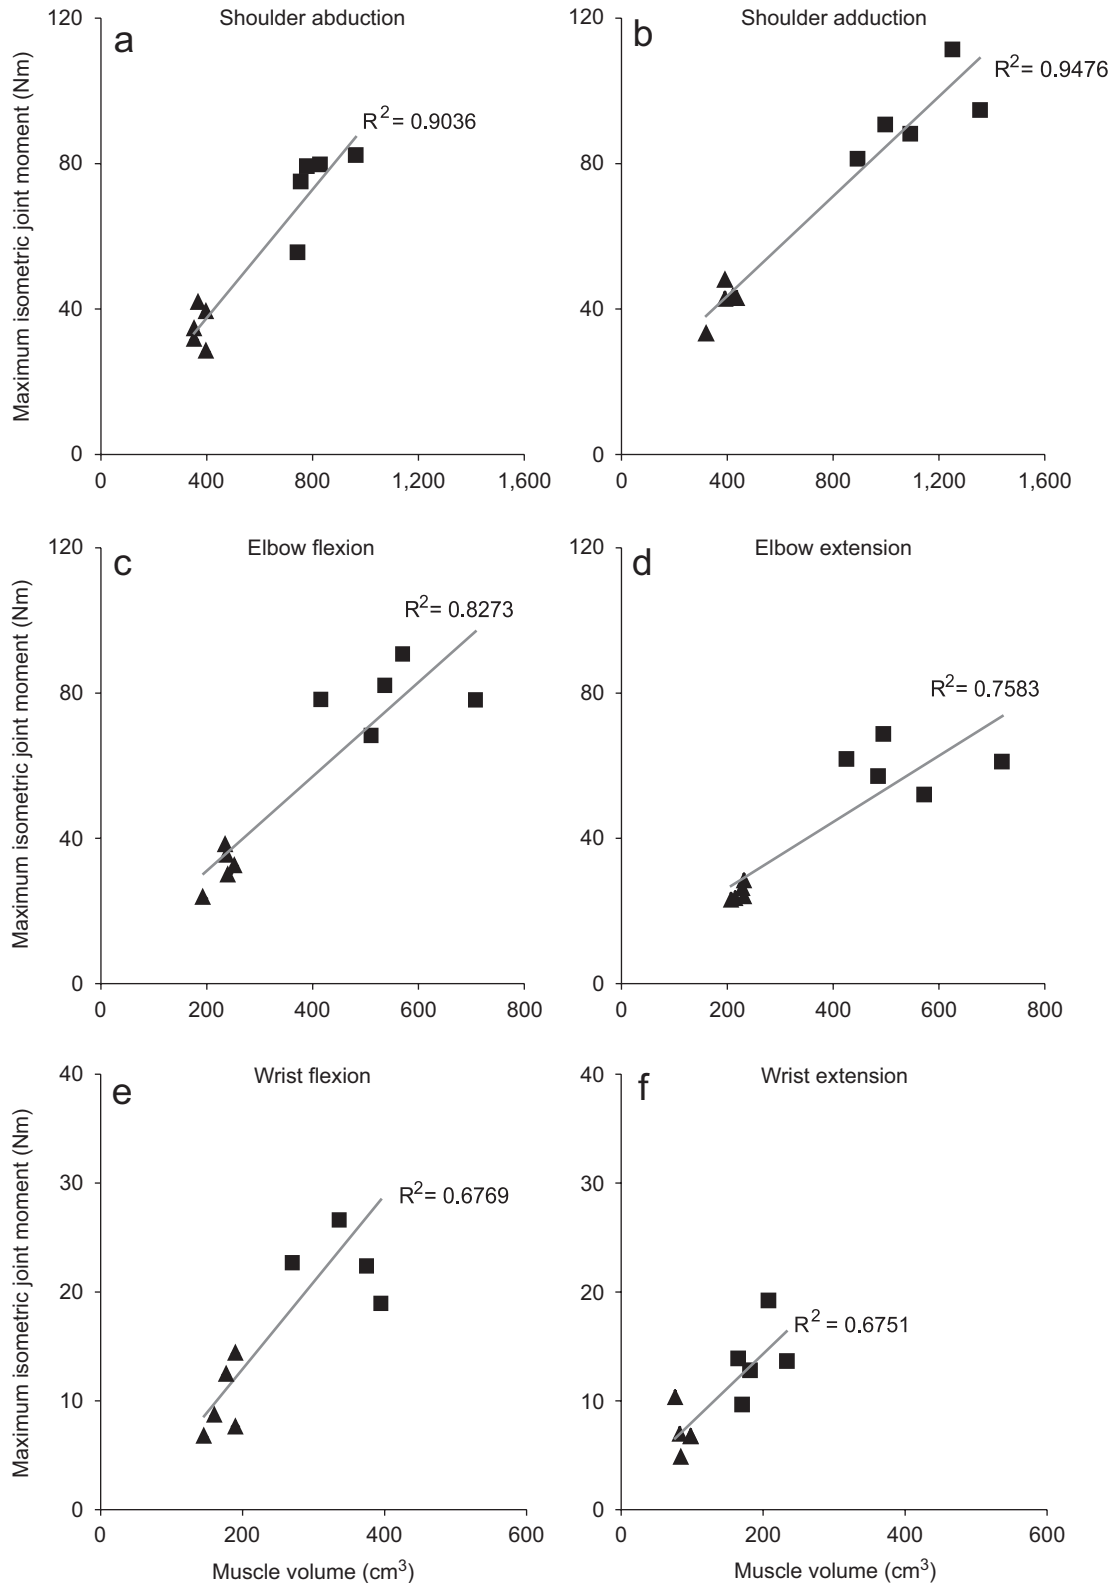 a
Shoulder abduction
R² = 0.9036
Maximum isometric joint moment (Nm)
120
80
40
0
0 400 800 1,200 1,600
b
Shoulder adduction
R² = 0.9476
120
80
40
0
0 400 800 1,200 1,600
c
Elbow flexion
R² = 0.8273
Maximum isometric joint moment (Nm)
120
80
40
0
0 200 400 600 800
d
Elbow extension
R² = 0.7583
120
80
40
0
0 200 400 600 800
e
Wrist flexion
R² = 0.6769
Maximum isometric joint moment (Nm)
40
30
20
10
0
0 200 400 600
Muscle volume (cm³)
f
Wrist extension
R² = 0.6751
40
30
20
10
0
0 200 400 600
Muscle volume (cm³)